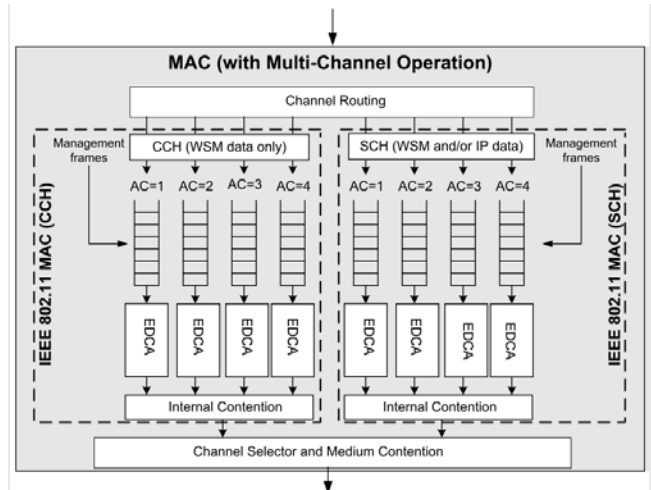 MAC (with Multi-Channel Operation)
Channel Routing
Management
frames
CCH (WSM data only)
SCH (WSM and/or IP data)
Management
frames
AC=1 AC=2 AC=3 AC=4
AC=1 AC=2 AC=3 AC=4
IEEE 802.11 MAC (CCH)
IEEE 802.11 MAC (SCH)
EDCA EDCA EDCA EDCA
EDCA EDCA EDCA EDCA
Internal Contention
Internal Contention
Channel Selector and Medium Contention